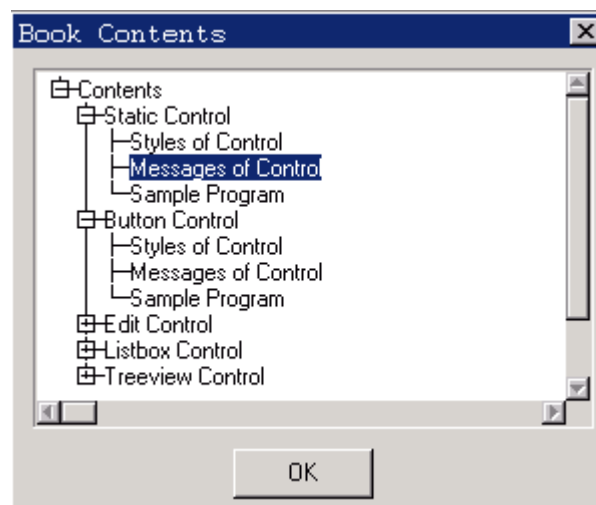 Book Contents
Contents
Static Control
Styles of Control
Messages of Control
Sample Program
Button Control
Styles of Control
Messages of Control
Sample Program
Edit Control
Listbox Control
Treeview Control
OK